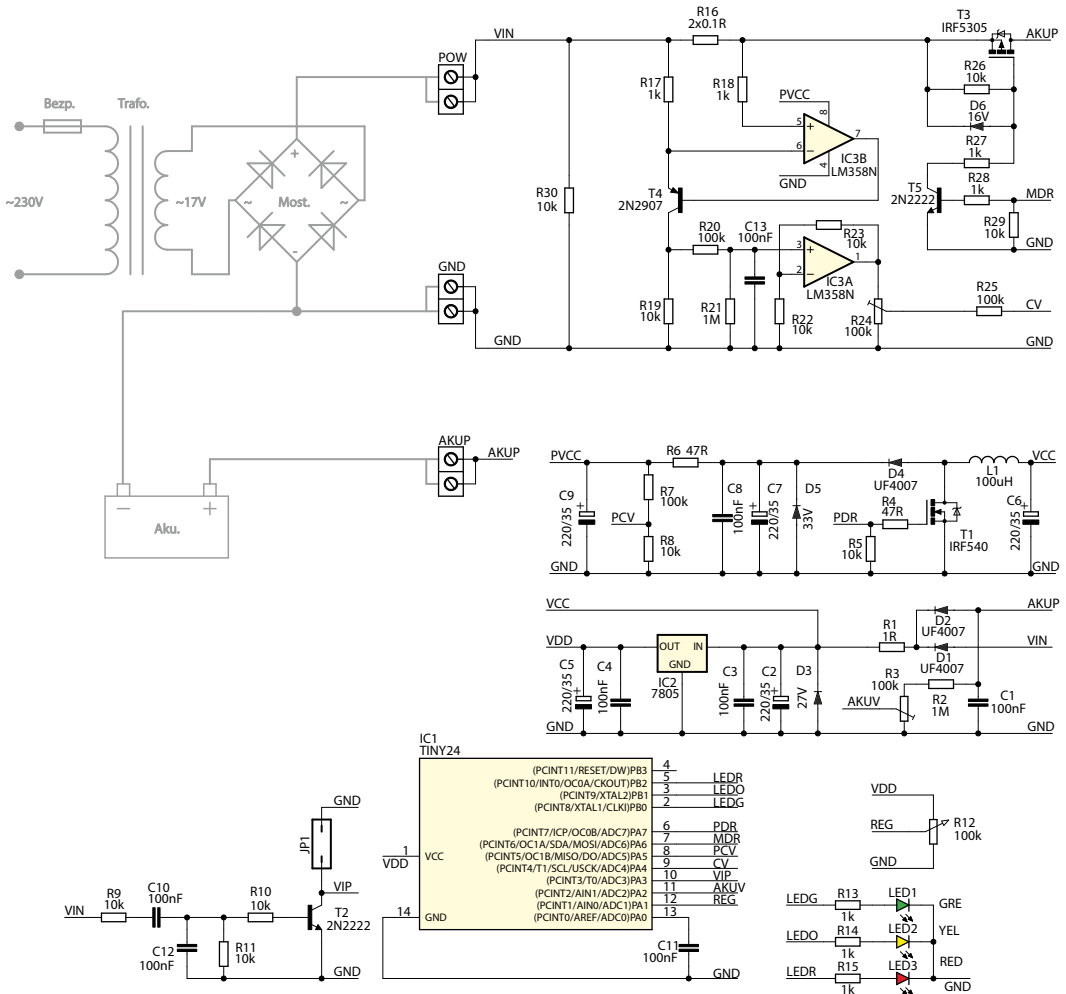 Bezp.
Trafo.
~230V
~17V
+
~
Most.
~
-
Aku.
−
+
POW
GND
AKUP
AKUP
VIN
R16
2x0.1R
T3
IRF5305
AKUP
R17
1k
R18
1k
PVCC
8
5
+
6
−
7
4
GND
IC3B
LM358N
R26
10k
D6
16V
R27
1k
R28
1k
T5
2N2222
MDR
R29
10k
GND
R30
10k
T4
2N2907
R20
100k
C13
100nF
R23
10k
3
+
2
−
1
IC3A
LM358N
R19
10k
R21
1M
R22
10k
R24
100k
R25
100k
CV
GND
GND
PVCC
R6 47R
D4
UF4007
L1
100uH
VCC
C9
+
220/35
R7
100k
PCV
R8
10k
C8
100nF
C7
+
220/35
D5
33V
PDR
R4
47R
R5
10k
T1
IRF540
C6
+
220/35
GND
GND
VCC
AKUP
D2
UF4007
VDD
OUT IN
GND
IC2
7805
R1
1R
VIN
D1
UF4007
C5
+
220/35
C4
100nF
C3
100nF
C2
+
220/35
D3
27V
R3
100k
AKUV
R2
1M
C1
100nF
GND
GND
IC1
TINY24
(PCINT11/RESET/DW)PB3 4
(PCINT10/INT0/OC0A/CKOUT)PB2 5 LEDR
(PCINT9/XTAL2)PB1 3 LEDO
(PCINT8/XTAL1/CLKI)PB0 2 LEDG
(PCINT7/ICP/OC0B/ADC7)PA7 6 PDR
(PCINT6/OC1A/SDA/MOSI/ADC6)PA6 7 MDR
(PCINT5/OC1B/MISO/DO/ADC5)PA5 8 PCV
(PCINT4/T1/SCL/USCK/ADC4)PA4 9 CV
(PCINT3/T0/ADC3)PA3 10 VIP
(PCINT2/AIN1/ADC2)PA2 11 AKUV
(PCINT1/AIN0/ADC1)PA1 12 REG
(PCINT0/AREF/ADC0)PA0 13
1 VCC
VDD
14 GND
C11
100nF
GND
GND
JP1
VIP
VIN
R9
10k
C10
100nF
R10
10k
T2
2N2222
C12
100nF
R11
10k
GND
VDD
REG
R12
100k
GND
LEDG R13 LED1 GRE
1k
LEDO R14 LED2 YEL
1k
LEDR R15 LED3 RED
1k
GND